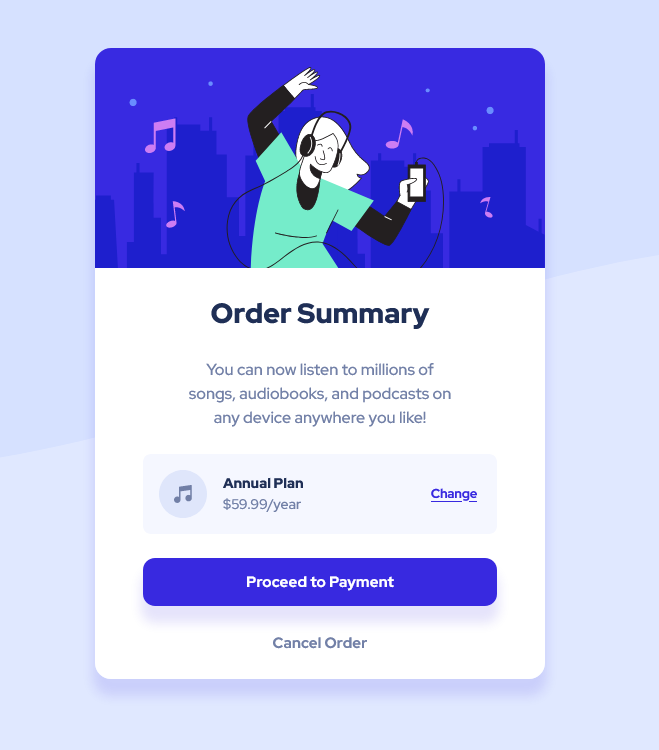 Order Summary
You can now listen to millions of
songs, audiobooks, and podcasts on
any device anywhere you like!
Annual Plan
$59.99/year
Change
Proceed to Payment
Cancel Order